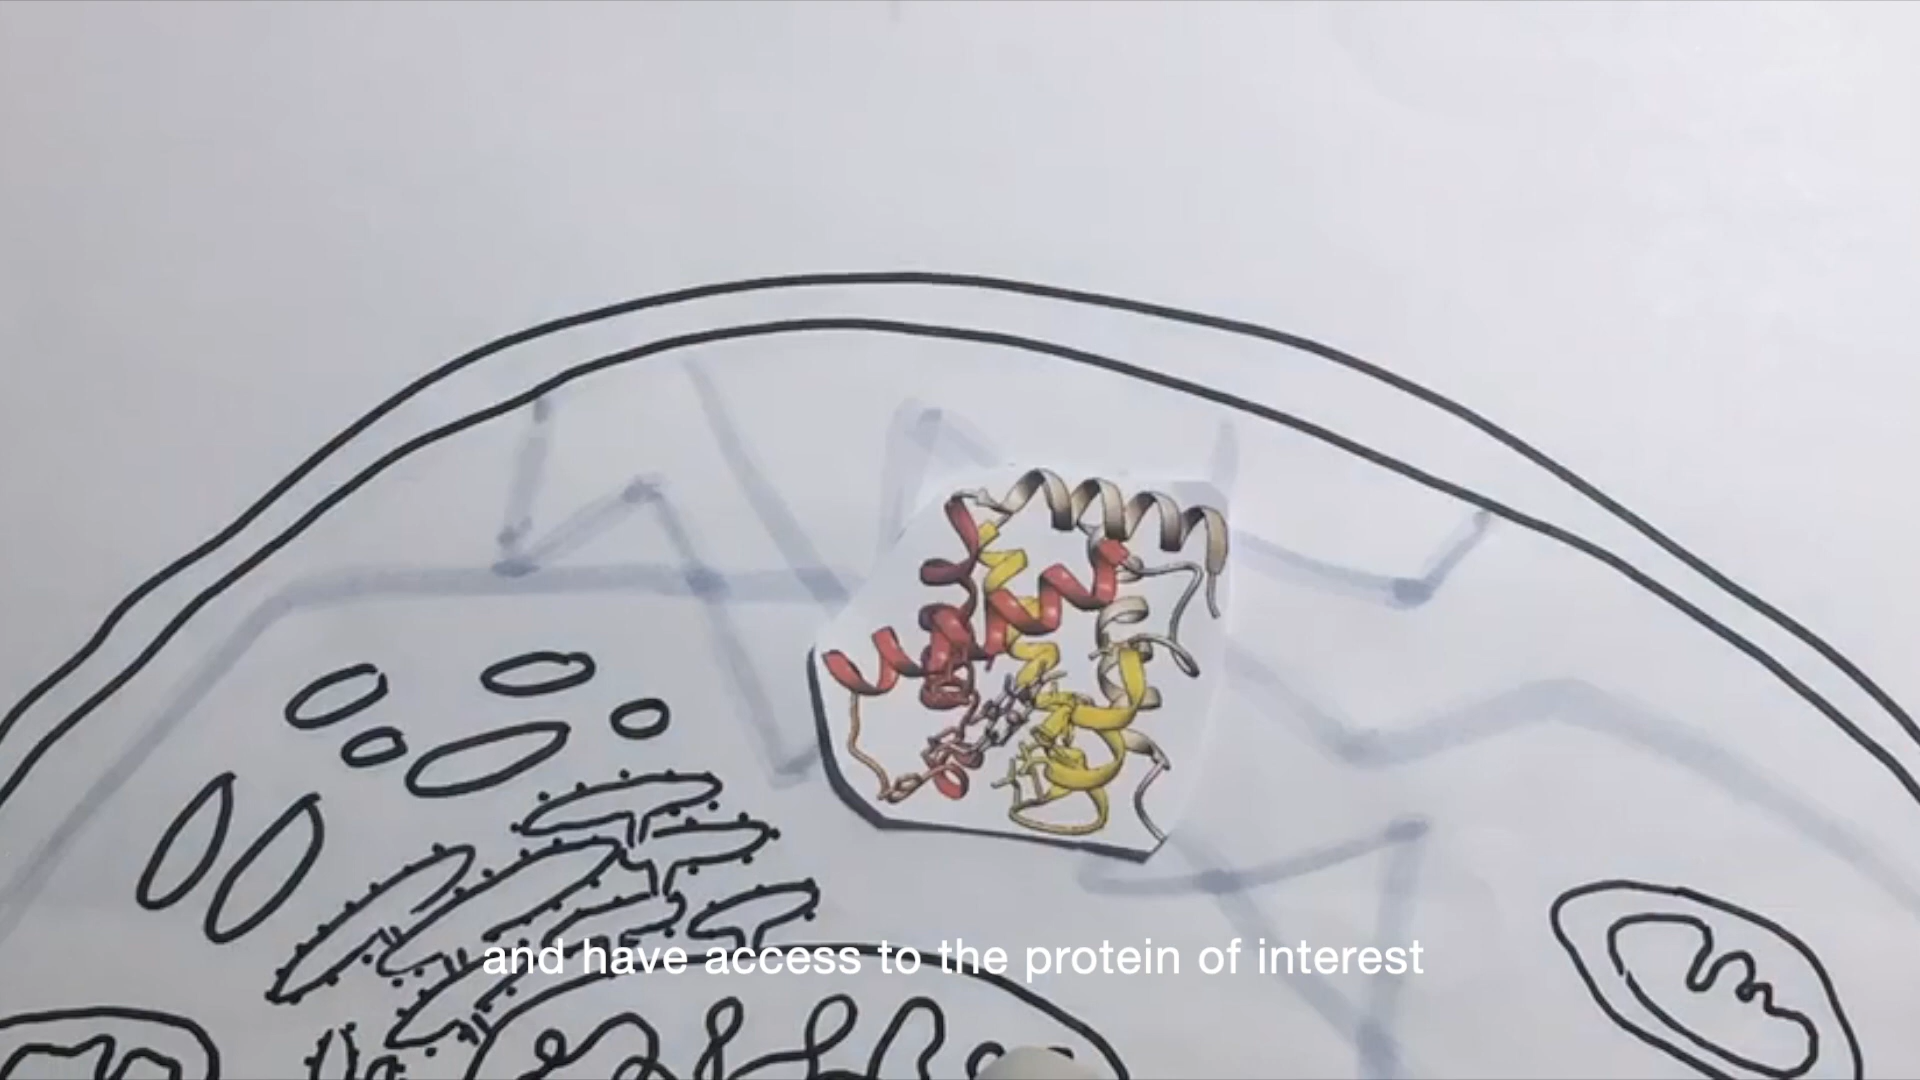 and have access to the protein of interest